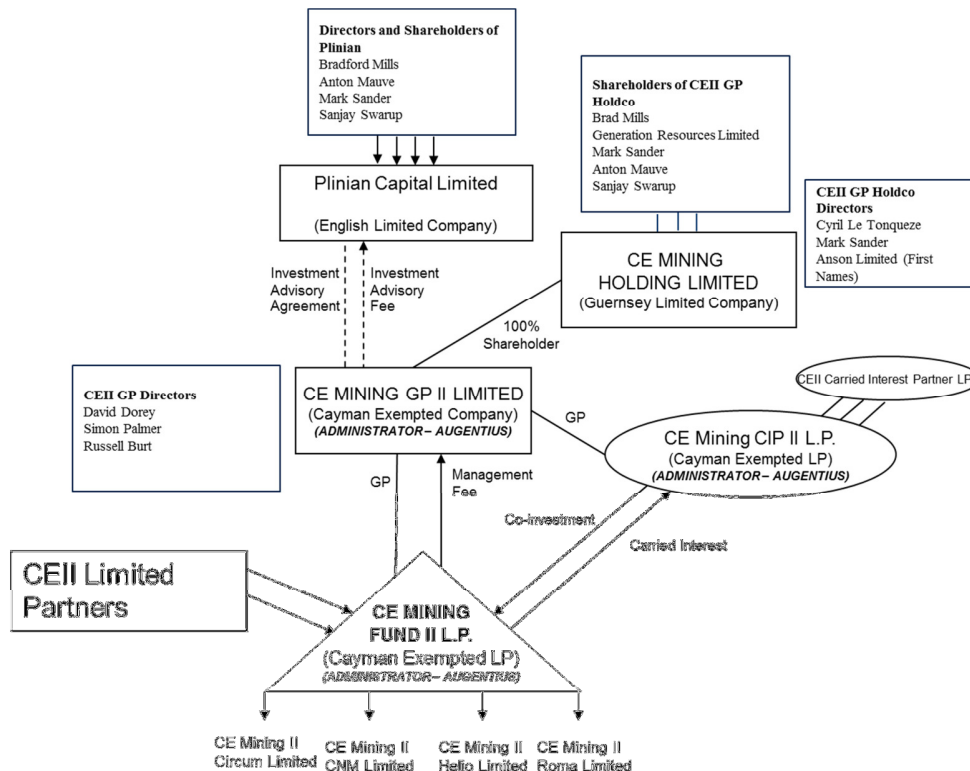 Directors and Shareholders of
Plinian
Bradford Mills
Anton Mauve
Mark Sander
Sanjay Swarup
Shareholders of CEII GP
Holdco
Brad Mills
Generation Resources Limited
Mark Sander
Anton Mauve
Sanjay Swarup
Plinian Capital Limited
(English Limited Company)
CEII GP Holdco
Directors
Cyril Le Tonqueze
Mark Sander
Anson Limited (First
Names)
CE MINING
HOLDING LIMITED
(Guernsey Limited Company)
Investment
Advisory
Agreement
Investment
Advisory
Fee
100%
Shareholder
CEII GP Directors
David Dorey
Simon Palmer
Russell Burt
CE MINING GP II LIMITED
(Cayman Exempted Company)
(ADMINISTRATOR – AUGENTIUS)
CEII Carried Interest Partner LP
GP
CE Mining CIP II L.P.
(Cayman Exempted LP)
(ADMINISTRATOR – AUGENTIUS)
GP
Management
Fee
Co-investment
Carried Interest
CEII Limited
Partners
CE MINING
FUND II L.P.
(Cayman Exempted LP)
(ADMINISTRATOR – AUGENTIUS)
CE Mining II
Circum Limited
CE Mining II
CNM Limited
CE Mining II
Helio Limited
CE Mining II
Roma Limited